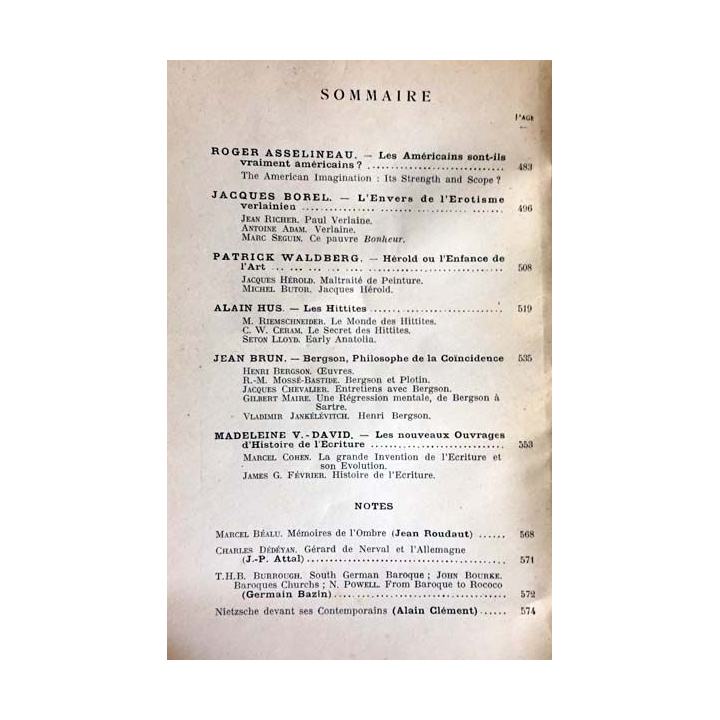 SOMMAIRE
PAGE
ROGER ASSELINEAU. — Les Américains sont-ils
vraiment américains ? ........................ 483
The American Imagination : Its Strength and Scope ?
JACQUES BOREL. — L'Envers de l'Erotisme
verlainien ........................ 496
JEAN RICHER. Paul Verlaine.
ANTOINE ADAM. Verlaine.
MARC SEGUIN. Ce pauvre Bonheur.
PATRICK WALDBERG. — Hérold ou l'Enfance de
l'Art ........................ 508
JACQUES HÉROLD. Maltraité de Peinture.
MICHEL BUTOR. Jacques Hérold.
ALAIN HUS. — Les Hittites ........................ 519
M. RIEMSCHNEIDER. Le Monde des Hittites.
C. W. CERAM. Le Secret des Hittites.
SETON LLOYD. Early Anatolia.
JEAN BRUN. — Bergson, Philosophe de la Coïncidence 535
HENRI BERGSON. Œuvres.
R.-M. MOSSÉ-BASTIDE. Bergson et Plotin.
JACQUES CHEVALIER. Entretiens avec Bergson.
GILBERT MAIRE. Une Régression mentale, de Bergson à
Sartre.
VLADIMIR JANKÉLÉVITCH. Henri Bergson.
MADELEINE V.-DAVID. — Les nouveaux Ouvrages
d'Histoire de l'Ecriture ........................ 553
MARCEL COHEN. La grande Invention de l'Ecriture et
son Evolution.
JAMES G. FÉVRIER. Histoire de l'Ecriture.
NOTES
MARCEL BÉALU. Mémoires de l'Ombre (Jean Roudaut) ...... 568
CHARLES DÉDÉYAN. Gérard de Nerval et l'Allemagne
(J.-P. Attal) ........................ 571
T.H.B. BURROUGH. South German Baroque ; JOHN BOURKE.
Baroques Churchs ; N. POWELL. From Baroque to Rococo
(Germain Bazin) ........................ 572
Nietzsche devant ses Contemporains (Alain Clément) ...... 574